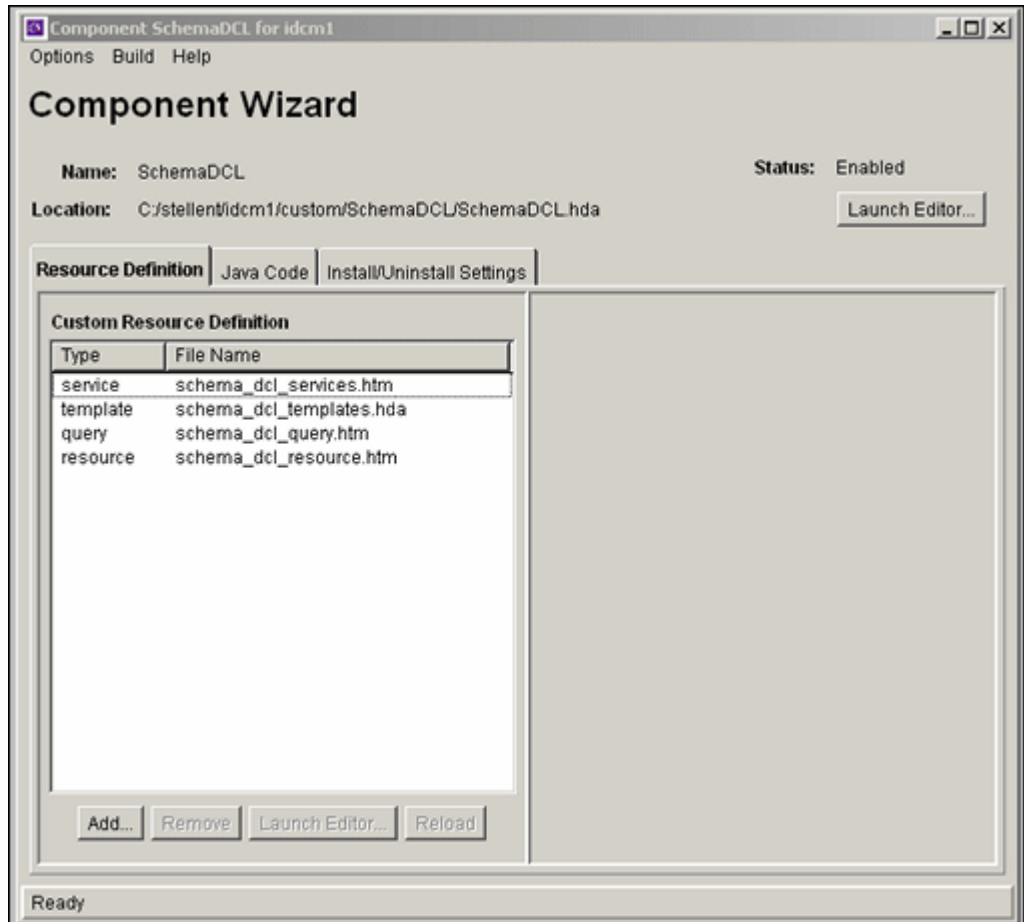 Component SchemaDCL for idcm1
Options Build Help
Component Wizard
Name: SchemaDCL Status: Enabled
Location: C:/stellent/idcm1/custom/SchemaDCL/SchemaDCL.hda Launch Editor...
Resource Definition Java Code Install/Uninstall Settings
Custom Resource Definition
Type File Name
service schema_dcl_services.htm
template schema_dcl_templates.hda
query schema_dcl_query.htm
resource schema_dcl_resource.htm
Add... Remove Launch Editor... Reload
Ready